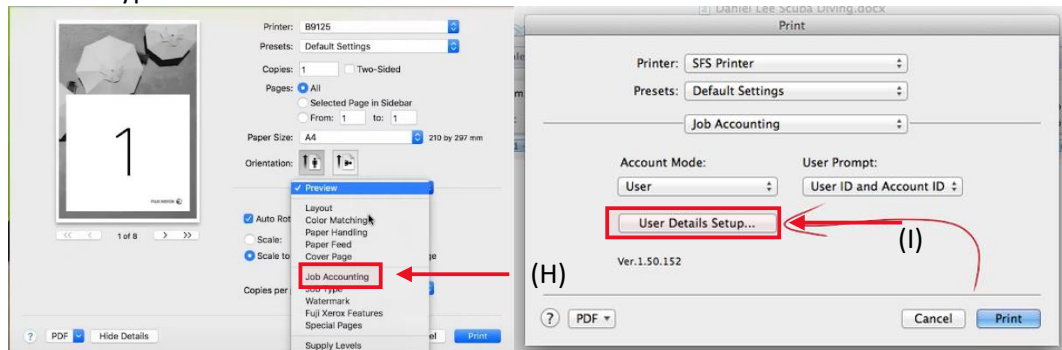 Printer: B9125
Presets: Default Settings
Copies: 1 Two-Sided
Pages: All
Selected Page in Sidebar
From: 1 to: 1
Paper Size: A4 210 by 297 mm
Orientation:
✓ Preview
Layout
Auto Rot Color Matching
Paper Handling
Scale: Paper Feed
Scale to Cover Page
Job Accounting
Copies per Job Type
Watermark
Fuji Xerox Features
Special Pages
Supply Levels
1
FUJI XEROX
<< < 1 of 8 > >>
? PDF Hide Details Print
(H)
Daniel Lee Scuba Diving.docx
Print
Printer: SFS Printer
Presets: Default Settings
Job Accounting
Account Mode: User Prompt:
User User ID and Account ID
User Details Setup...
(I)
Ver.1.50.152
? PDF Cancel Print